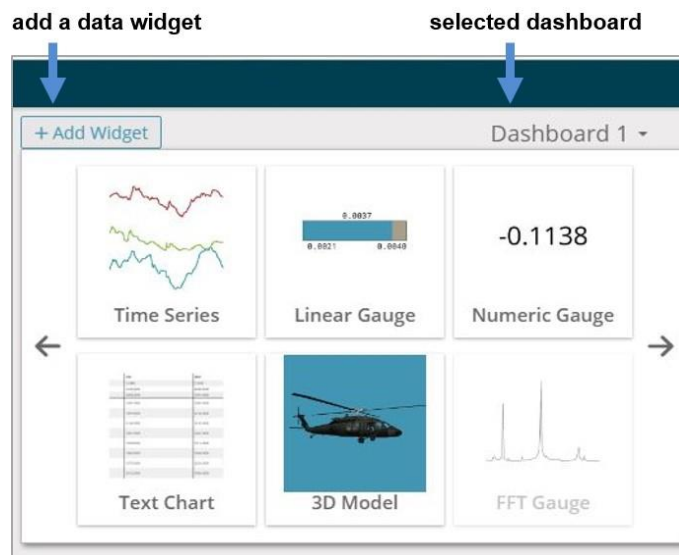 add a data widget
selected dashboard
+ Add Widget
Dashboard 1
0.0037
0.0021
0.0040
-0.1138
Time Series
Linear Gauge
Numeric Gauge
Text Chart
3D Model
FFT Gauge